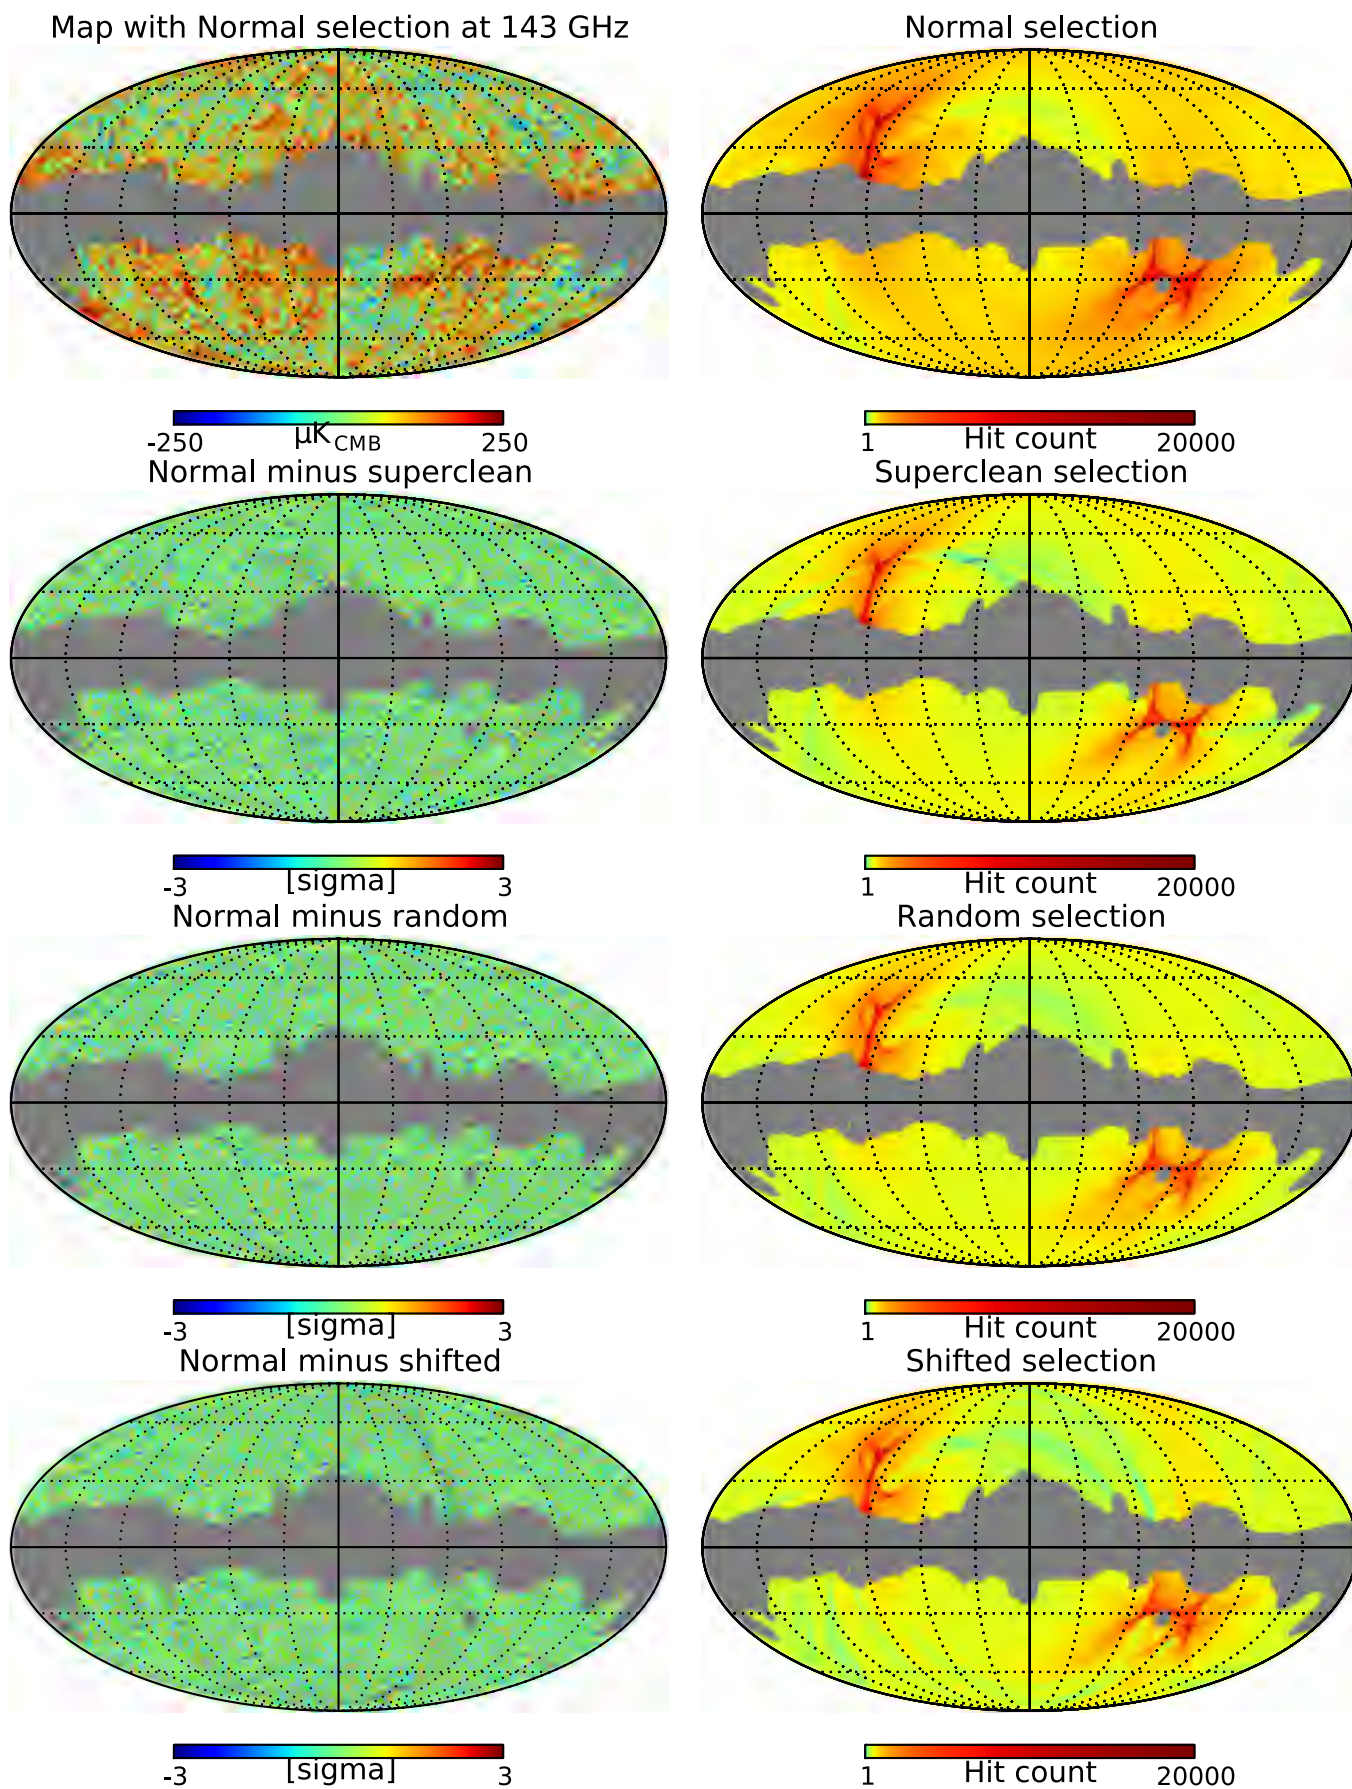 Map with Normal selection at 143 GHz
Normal selection
-250 μK_CMB 250
1 Hit count 20000
Normal minus superclean
Superclean selection
-3 [sigma] 3
1 Hit count 20000
Normal minus random
Random selection
-3 [sigma] 3
1 Hit count 20000
Normal minus shifted
Shifted selection
-3 [sigma] 3
1 Hit count 20000